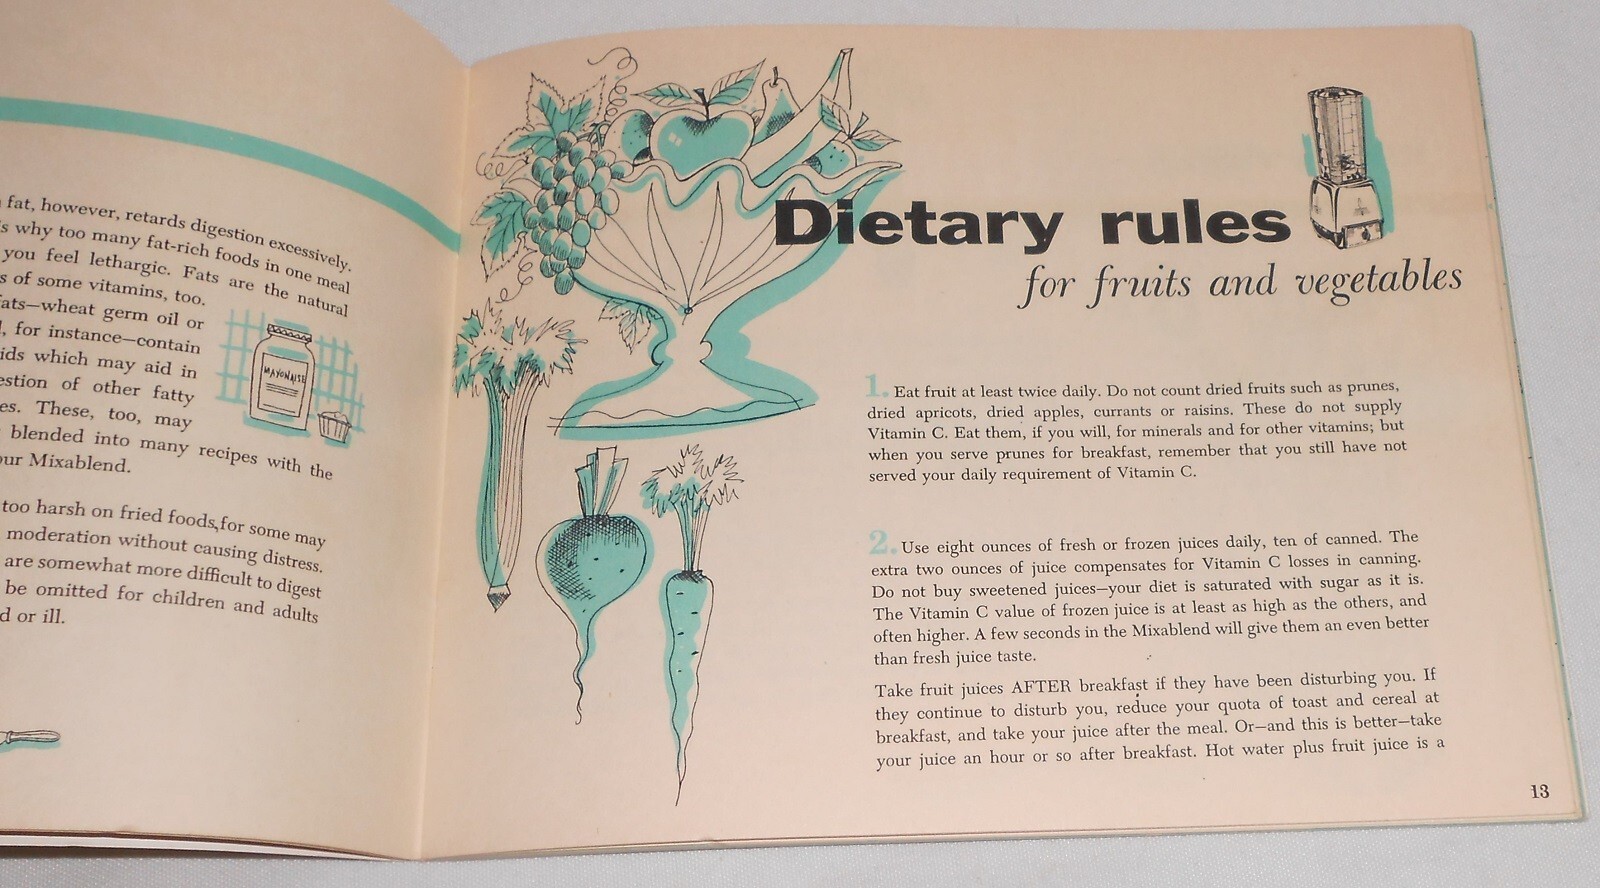 fat, however, retards digestion excessively.
s why too many fat-rich foods in one meal
you feel lethargic. Fats are the natural
s of some vitamins, too.
ats—wheat germ oil or
, for instance—contain
ids which may aid in
estion of other fatty
es. These, too, may
blended into many recipes with the
our Mixablend.
MAYONAISE
too harsh on fried foods, for some may
moderation without causing distress.
are somewhat more difficult to digest
be omitted for children and adults
d or ill.
Dietary rules
for fruits and vegetables
1. Eat fruit at least twice daily. Do not count dried fruits such as prunes,
dried apricots, dried apples, currants or raisins. These do not supply
Vitamin C. Eat them, if you will, for minerals and for other vitamins; but
when you serve prunes for breakfast, remember that you still have not
served your daily requirement of Vitamin C.
2. Use eight ounces of fresh or frozen juices daily, ten of canned. The
extra two ounces of juice compensates for Vitamin C losses in canning.
Do not buy sweetened juices—your diet is saturated with sugar as it is.
The Vitamin C value of frozen juice is at least as high as the others, and
often higher. A few seconds in the Mixablend will give them an even better
than fresh juice taste.
Take fruit juices AFTER breakfast if they have been disturbing you. If
they continue to disturb you, reduce your quota of toast and cereal at
breakfast, and take your juice after the meal. Or—and this is better—take
your juice an hour or so after breakfast. Hot water plus fruit juice is a
13